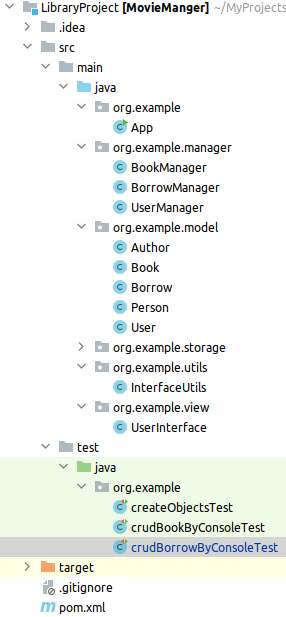 LibraryProject [MovieManger] ~/MyProjects
.idea
src
main
java
org.example
App
org.example.manager
BookManager
BorrowManager
UserManager
org.example.model
Author
Book
Borrow
Person
User
org.example.storage
org.example.utils
InterfaceUtils
org.example.view
UserInterface
test
java
org.example
createObjectsTest
crudBookByConsoleTest
crudBorrowByConsoleTest
target
.gitignore
pom.xml